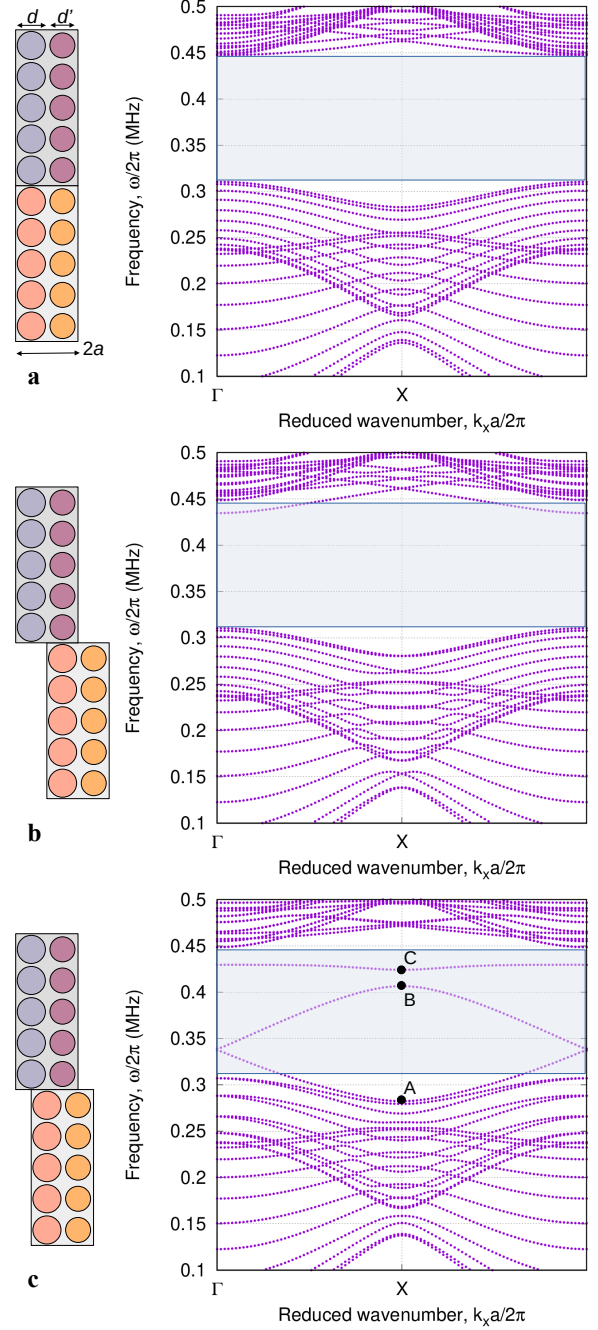 d d’
2a
a
Frequency, ω/2π (MHz)
0.5
0.45
0.4
0.35
0.3
0.25
0.2
0.15
0.1
Γ X
Reduced wavenumber, kxa/2π
b
Frequency, ω/2π (MHz)
0.5
0.45
0.4
0.35
0.3
0.25
0.2
0.15
0.1
Γ X
Reduced wavenumber, kxa/2π
c
Frequency, ω/2π (MHz)
0.5
0.45
0.4
0.35
0.3
0.25
0.2
0.15
0.1
C
B
A
Γ X
Reduced wavenumber, kxa/2π